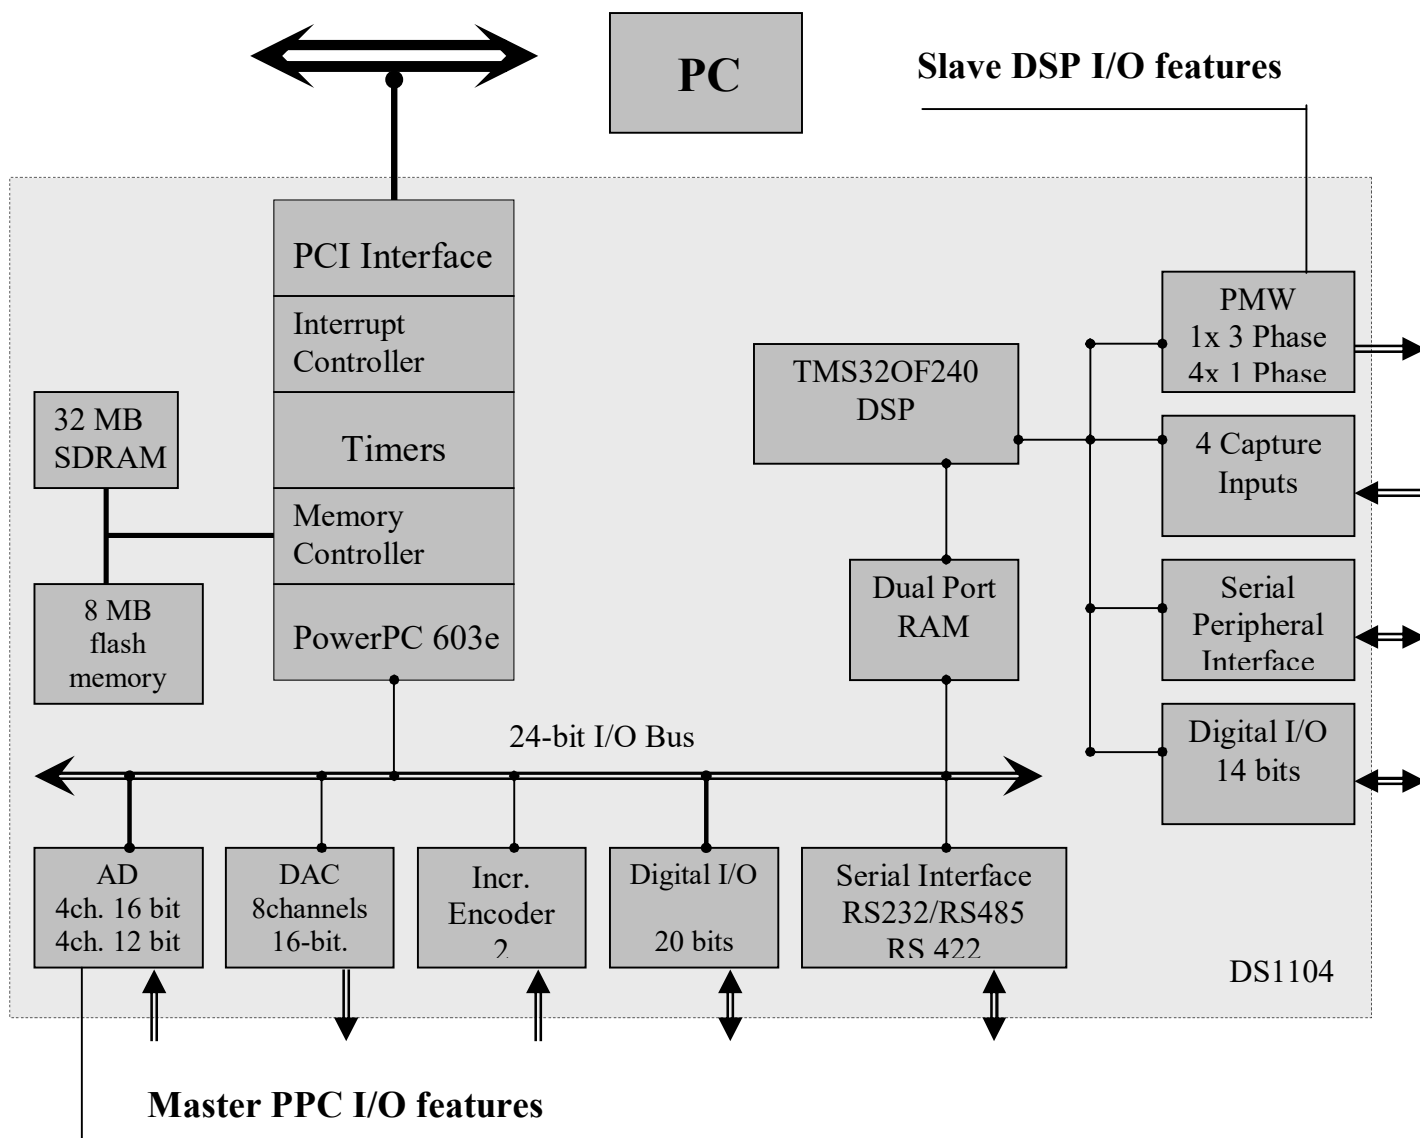 PC
Slave DSP I/O features
PCI Interface
Interrupt
Controller
Timers
Memory
Controller
PowerPC 603e
32 MB
SDRAM
8 MB
flash
memory
TMS32OF240
DSP
Dual Port
RAM
PMW
1x 3 Phase
4x 1 Phase
4 Capture
Inputs
Serial
Peripheral
Interface
Digital I/O
14 bits
24-bit I/O Bus
AD
4ch. 16 bit
4ch. 12 bit
DAC
8channels
16-bit.
Incr.
Encoder
2
Digital I/O
20 bits
Serial Interface
RS232/RS485
RS 422
DS1104
Master PPC I/O features